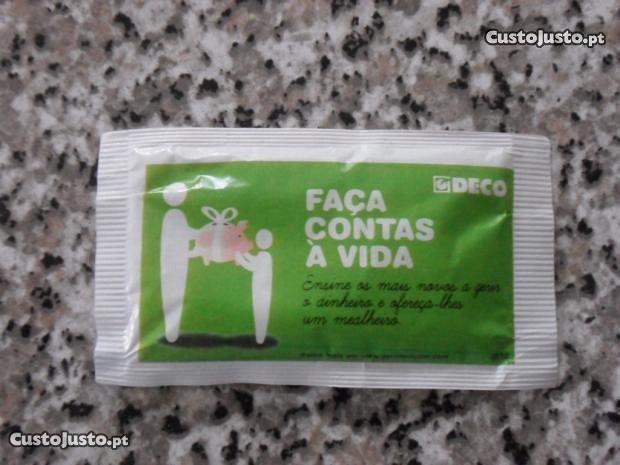 CustoJusto.pt
DECO
FAÇA
CONTAS
À VIDA
Ensine os mais novos a gerir
o dinheiro e ofereça-lhes
um mealheiro.
CustoJusto.pt